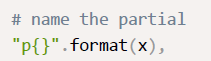 # name the partial
"p{}".format(x),